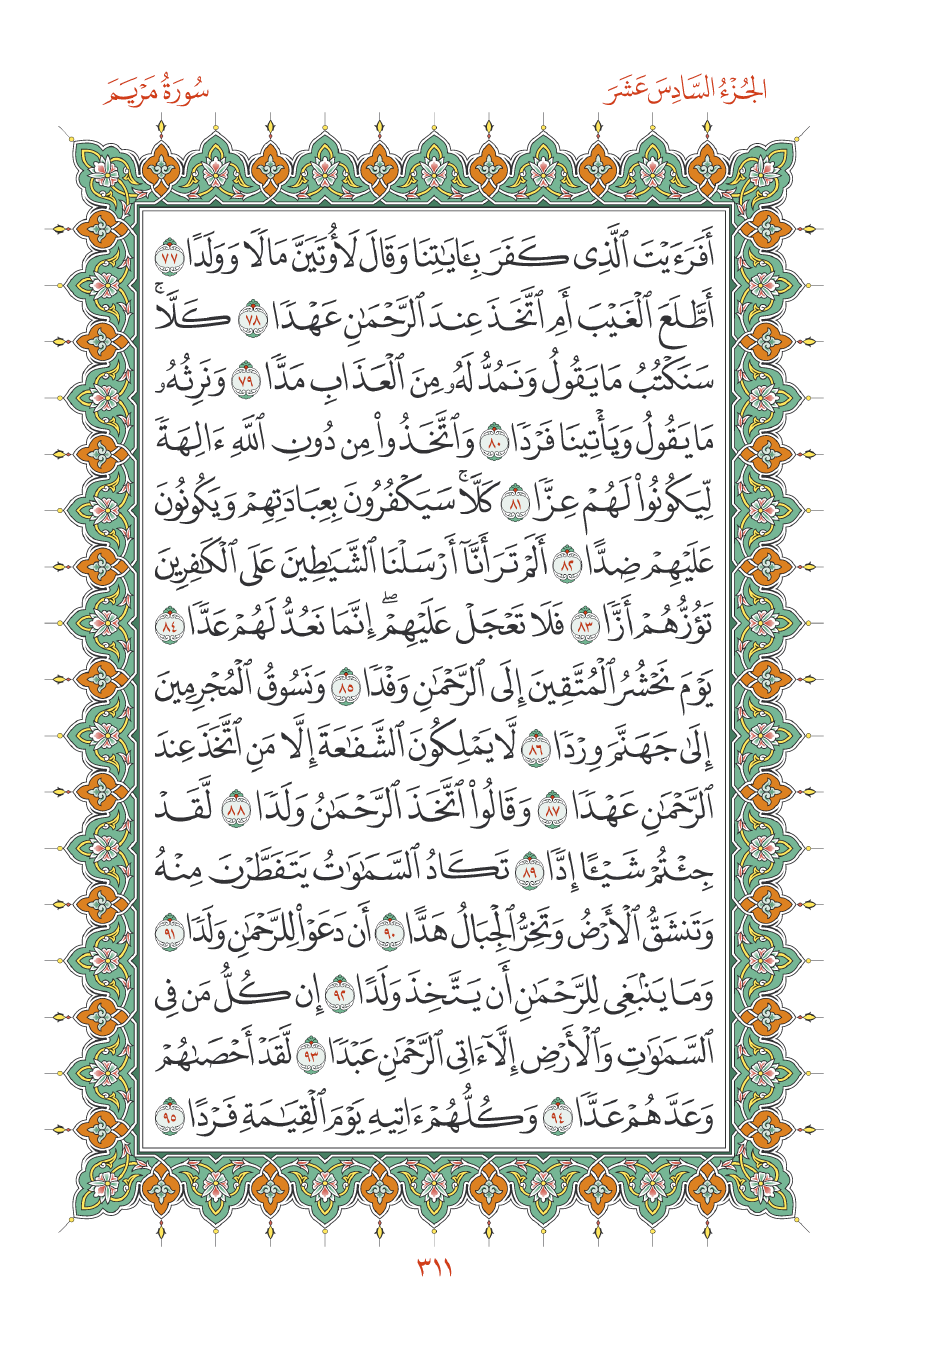 الجُزْءُ السَّادِسَ عَشَرَ
سُورَةُ مَرْيَمَ
أَفَرَءَيْتَ ٱلَّذِى كَفَرَ بِـَٔايَٰتِنَا وَقَالَ لَأُوتَيَنَّ مَالًا وَوَلَدًا ٧٧
أَطَّلَعَ ٱلْغَيْبَ أَمِ ٱتَّخَذَ عِندَ ٱلرَّحْمَٰنِ عَهْدًا ٧٨ كَلَّاۚ
سَنَكْتُبُ مَا يَقُولُ وَنَمُدُّ لَهُۥ مِنَ ٱلْعَذَابِ مَدًّا ٧٩ وَنَرِثُهُۥ
مَا يَقُولُ وَيَأْتِينَا فَرْدًا ٨٠ وَٱتَّخَذُوا۟ مِن دُونِ ٱللَّهِ ءَالِهَةً
لِّيَكُونُوا۟ لَهُمْ عِزًّا ٨١ كَلَّاۚ سَيَكْفُرُونَ بِعِبَادَتِهِمْ وَيَكُونُونَ
عَلَيْهِمْ ضِدًّا ٨٢ أَلَمْ تَرَ أَنَّآ أَرْسَلْنَا ٱلشَّيَٰطِينَ عَلَى ٱلْكَٰفِرِينَ
تَؤُزُّهُمْ أَزًّا ٨٣ فَلَا تَعْجَلْ عَلَيْهِمْۖ إِنَّمَا نَعُدُّ لَهُمْ عَدًّا ٨٤
يَوْمَ نَحْشُرُ ٱلْمُتَّقِينَ إِلَى ٱلرَّحْمَٰنِ وَفْدًا ٨٥ وَنَسُوقُ ٱلْمُجْرِمِينَ
إِلَىٰ جَهَنَّمَ وِرْدًا ٨٦ لَّا يَمْلِكُونَ ٱلشَّفَٰعَةَ إِلَّا مَنِ ٱتَّخَذَ عِندَ
ٱلرَّحْمَٰنِ عَهْدًا ٨٧ وَقَالُوا۟ ٱتَّخَذَ ٱلرَّحْمَٰنُ وَلَدًا ٨٨ لَّقَدْ
جِئْتُمْ شَيْـًٔا إِدًّا ٨٩ تَكَادُ ٱلسَّمَٰوَٰتُ يَتَفَطَّرْنَ مِنْهُ
وَتَنشَقُّ ٱلْأَرْضُ وَتَخِرُّ ٱلْجِبَالُ هَدًّا ٩٠ أَن دَعَوْا۟ لِلرَّحْمَٰنِ وَلَدًا ٩١
وَمَا يَنۢبَغِى لِلرَّحْمَٰنِ أَن يَتَّخِذَ وَلَدًا ٩٢ إِن كُلُّ مَن فِى
ٱلسَّمَٰوَٰتِ وَٱلْأَرْضِ إِلَّآ ءَاتِى ٱلرَّحْمَٰنِ عَبْدًا ٩٣ لَّقَدْ أَحْصَىٰهُمْ
وَعَدَّهُمْ عَدًّا ٩٤ وَكُلُّهُمْ ءَاتِيهِ يَوْمَ ٱلْقِيَٰمَةِ فَرْدًا ٩٥
٣١١